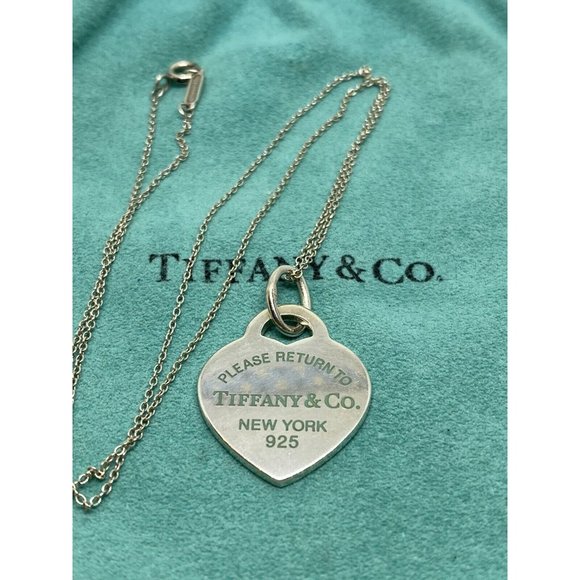 TIFFANY & CO.
PLEASE RETURN TO
TIFFANY & CO.
NEW YORK
925